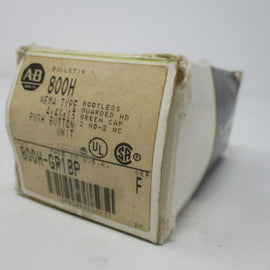 AB
BULLETIN
800H
NEMA TYPE BOOTLESS
4,4X,13 GUARDED HD
PUSH BUTTON GREEN CAP
UNIT 2 NO-2 NC
U.S.A.
UL
SA
SER
800H-GR1BP F